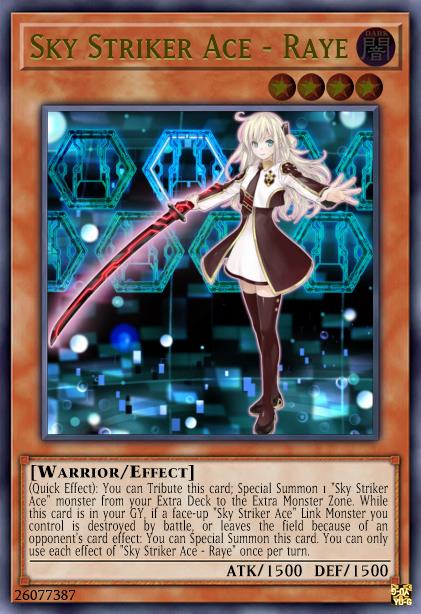 Sky Striker Ace - Raye
DARK
闇
[Warrior/Effect]
(Quick Effect): You can Tribute this card; Special Summon 1 "Sky Striker
Ace" monster from your Extra Deck to the Extra Monster Zone. While
this card is in your GY, if a face-up "Sky Striker Ace" Link Monster you
control is destroyed by battle, or leaves the field because of an
opponent's card effect: You can Special Summon this card. You can only
use each effect of "Sky Striker Ace - Raye" once per turn.
ATK/1500 DEF/1500
26077387